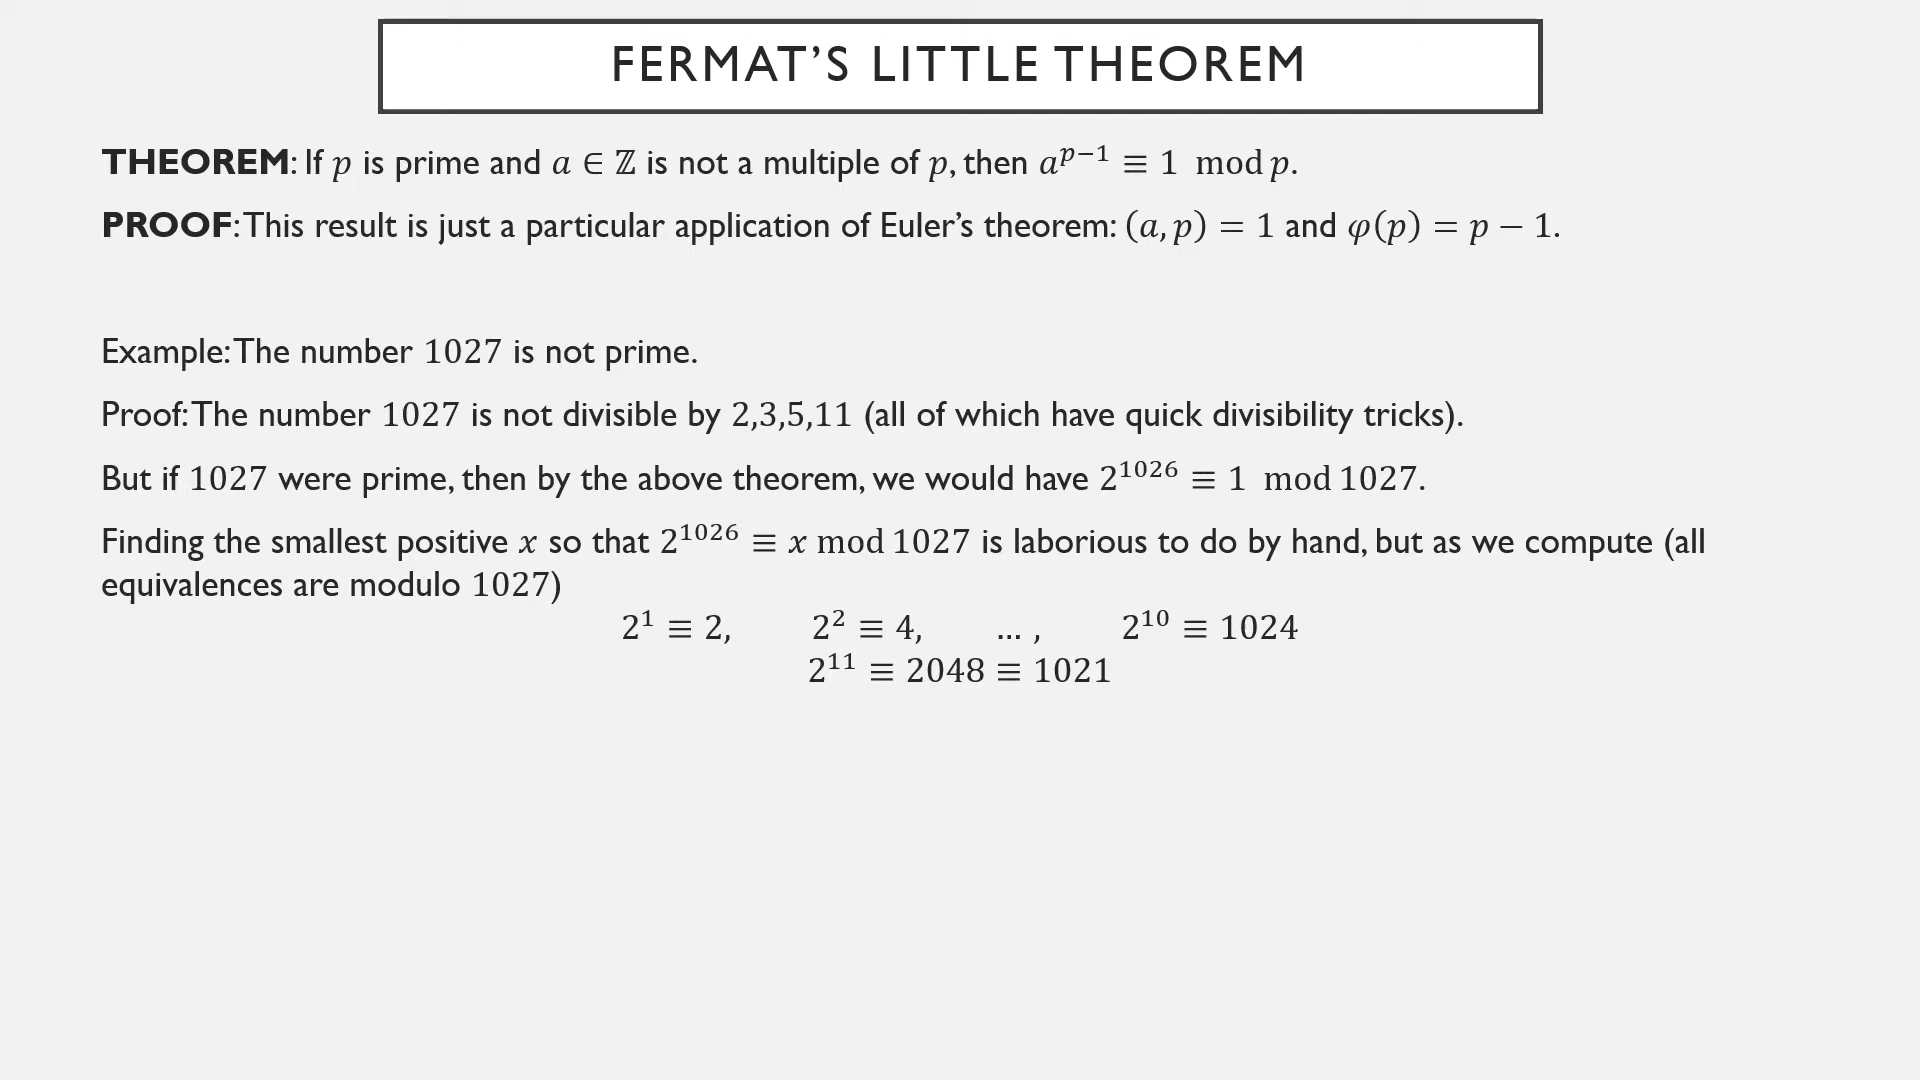 FERMAT’S LITTLE THEOREM
THEOREM: If 𝑝 is prime and 𝑎 ∈ ℤ is not a multiple of 𝑝, then 𝑎^{𝑝−1} ≡ 1 mod 𝑝.
PROOF: This result is just a particular application of Euler’s theorem: (𝑎, 𝑝) = 1 and 𝜑(𝑝) = 𝑝 − 1.
Example: The number 1027 is not prime.
Proof: The number 1027 is not divisible by 2,3,5,11 (all of which have quick divisibility tricks).
But if 1027 were prime, then by the above theorem, we would have 2^{1026} ≡ 1 mod 1027.
Finding the smallest positive 𝑥 so that 2^{1026} ≡ 𝑥 mod 1027 is laborious to do by hand, but as we compute (all
equivalences are modulo 1027)
2^1 ≡ 2, 2^2 ≡ 4, … , 2^{10} ≡ 1024
2^{11} ≡ 2048 ≡ 1021